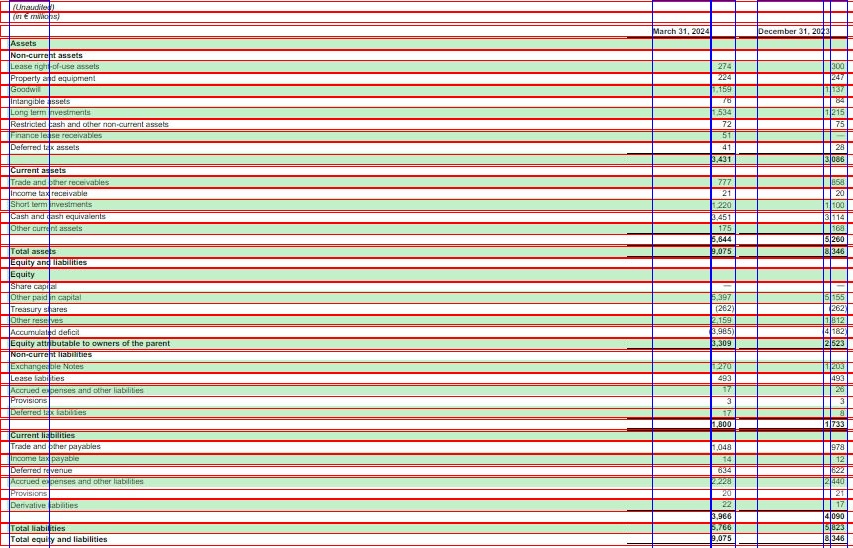 (Unaudited)
(in € millions)
March 31, 2024 December 31, 2023
Assets
Non-current assets
Lease right-of-use assets 274 300
Property and equipment 224 247
Goodwill 1,159 1,137
Intangible assets 76 84
Long term investments 1,534 1,215
Restricted cash and other non-current assets 72 75
Finance lease receivables 51 —
Deferred tax assets 41 28
3,431 3,086
Current assets
Trade and other receivables 777 858
Income tax receivable 21 20
Short term investments 1,220 1,100
Cash and cash equivalents 3,451 3,114
Other current assets 175 168
5,644 5,260
Total assets 9,075 8,346
Equity and liabilities
Equity
Share capital — —
Other paid in capital 5,397 5,155
Treasury shares (262) (262)
Other reserves 2,159 1,812
Accumulated deficit (3,985) (4,182)
Equity attributable to owners of the parent 3,309 2,523
Non-current liabilities
Exchangeable Notes 1,270 1,203
Lease liabilities 493 493
Accrued expenses and other liabilities 17 26
Provisions 3 3
Deferred tax liabilities 17 8
1,800 1,733
Current liabilities
Trade and other payables 1,048 978
Income tax payable 14 12
Deferred revenue 634 622
Accrued expenses and other liabilities 2,228 2,440
Provisions 20 21
Derivative liabilities 22 17
3,966 4,090
Total liabilities 5,766 5,823
Total equity and liabilities 9,075 8,346